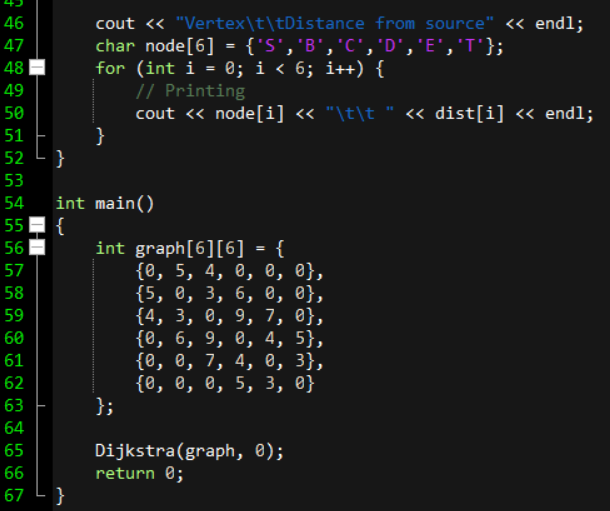 45
46 cout << "Vertex\t\tDistance from source" << endl;
47 char node[6] = {'S','B','C','D','E','T'};
48 for (int i = 0; i < 6; i++) {
49 // Printing
50 cout << node[i] << "\t\t " << dist[i] << endl;
51 }
52 }
53
54 int main()
55 {
56 int graph[6][6] = {
57 {0, 5, 4, 0, 0, 0},
58 {5, 0, 3, 6, 0, 0},
59 {4, 3, 0, 9, 7, 0},
60 {0, 6, 9, 0, 4, 5},
61 {0, 0, 7, 4, 0, 3},
62 {0, 0, 0, 5, 3, 0}
63 };
64
65 Dijkstra(graph, 0);
66 return 0;
67 }